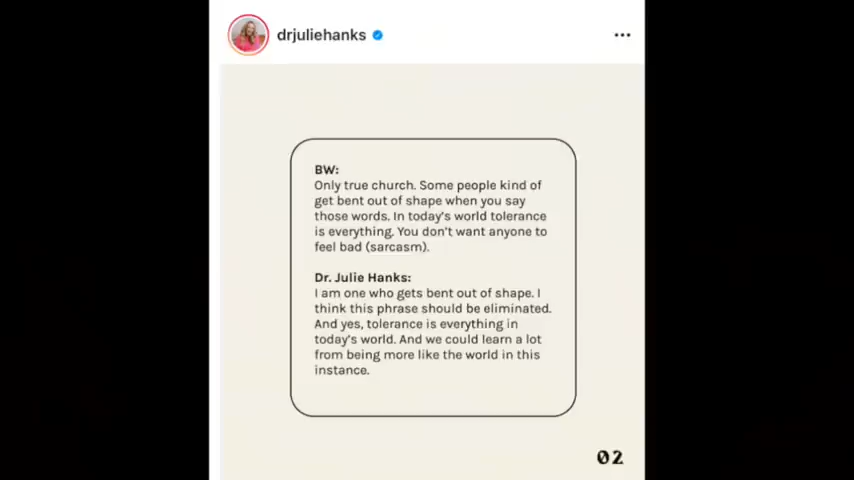 drjuliehanks
BW:
Only true church. Some people kind of
get bent out of shape when you say
those words. In today's world tolerance
is everything. You don't want anyone to
feel bad (sarcasm).
Dr. Julie Hanks:
I am one who gets bent out of shape. I
think this phrase should be eliminated.
And yes, tolerance is everything in
today's world. And we could learn a lot
from being more like the world in this
instance.
02